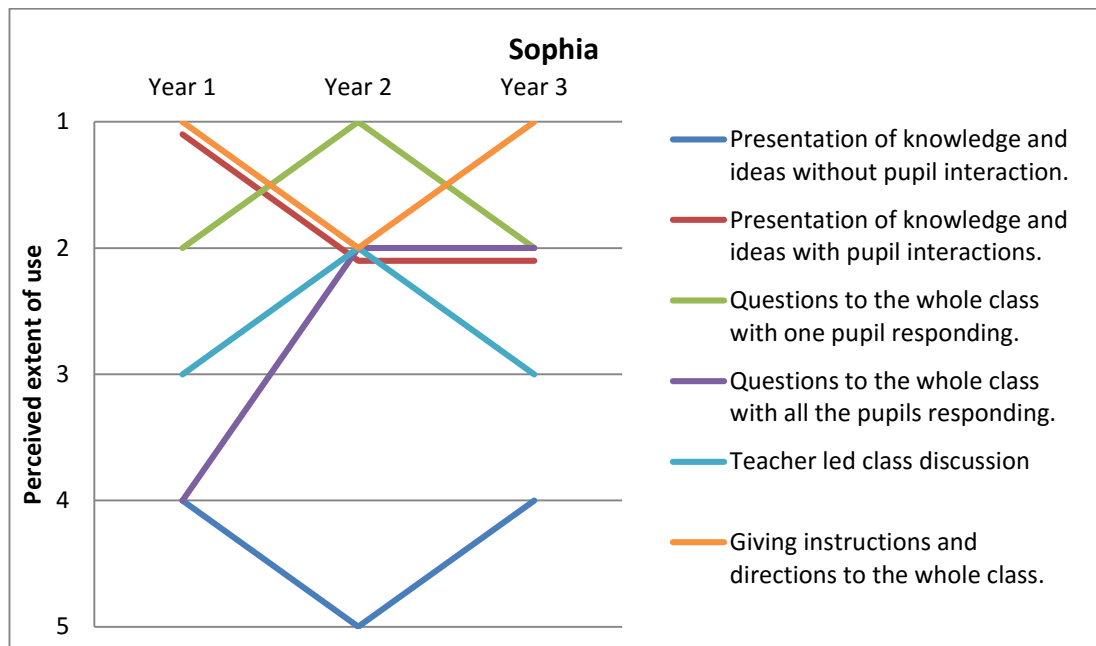 Sophia
Year 1 Year 2 Year 3
1
2
3
4
5
Perceived extent of use
Presentation of knowledge and
ideas without pupil interaction.
Presentation of knowledge and
ideas with pupil interactions.
Questions to the whole class
with one pupil responding.
Questions to the whole class
with all the pupils responding.
Teacher led class discussion
Giving instructions and
directions to the whole class.